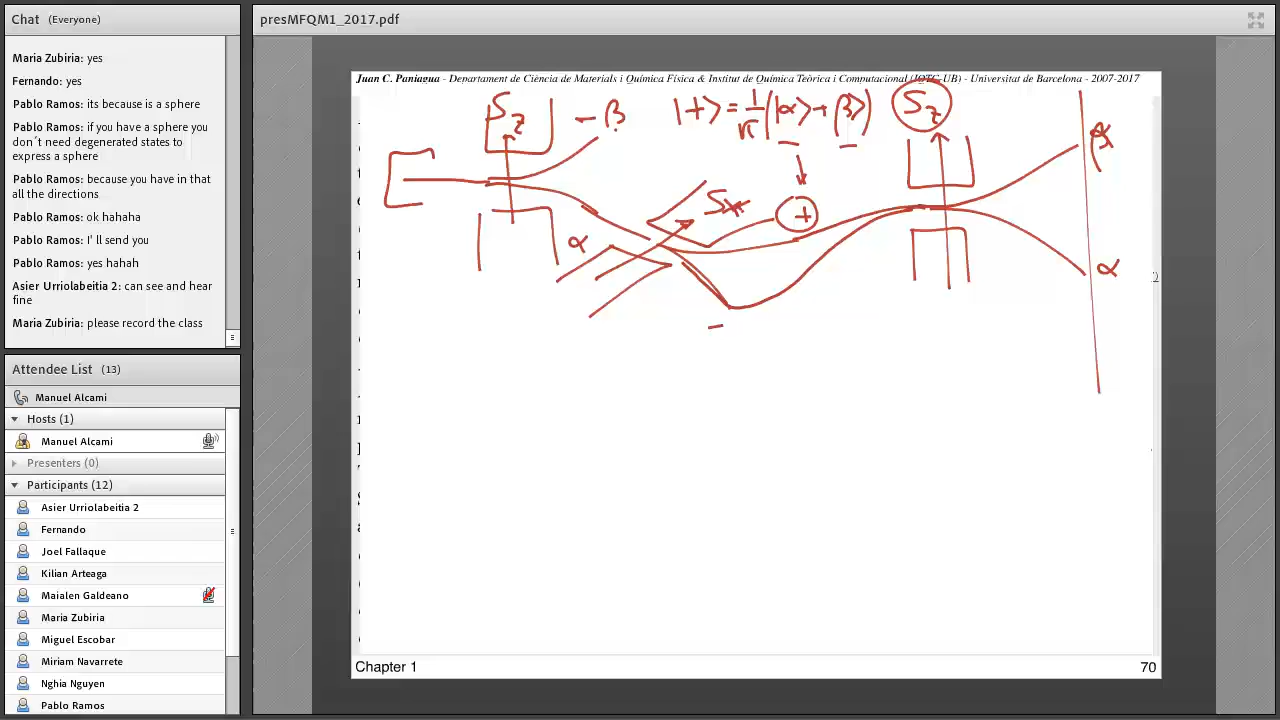 Chat (Everyone)
Maria Zubiria: yes
Fernando: yes
Pablo Ramos: its because is a sphere
Pablo Ramos: if you have a sphere you
don´t need degenerated states to
express a sphere
Pablo Ramos: because you have in that
all the directions.
Pablo Ramos: ok hahaha
Pablo Ramos: I' ll send you
Pablo Ramos: yes hahah
Asier Urriolabeitia 2: can see and hear
fine
Maria Zubiria: please record the class
Attendee List (13)
Manuel Alcami
Hosts (1)
Manuel Alcami
Presenters (0)
Participants (12)
Asier Urriolabeitia 2
Fernando
Joel Fallaque
Kilian Arteaga
Maialen Galdeano
Maria Zubiria
Miguel Escobar
Miriam Navarrete
Nghia Nguyen
Pablo Ramos
presMFQM1_2017.pdf
Juan C. Paniagua - Departament de Ciència de Materials i Química Física & Institut de Química Teòrica i Computacional (IQTC-UB) - Universitat de Barcelona - 2007-2017
Sz
- β
|+> = 1/√2 (|α> + β>)
Sz
α
Sx
+
-
α
Chapter 1
70